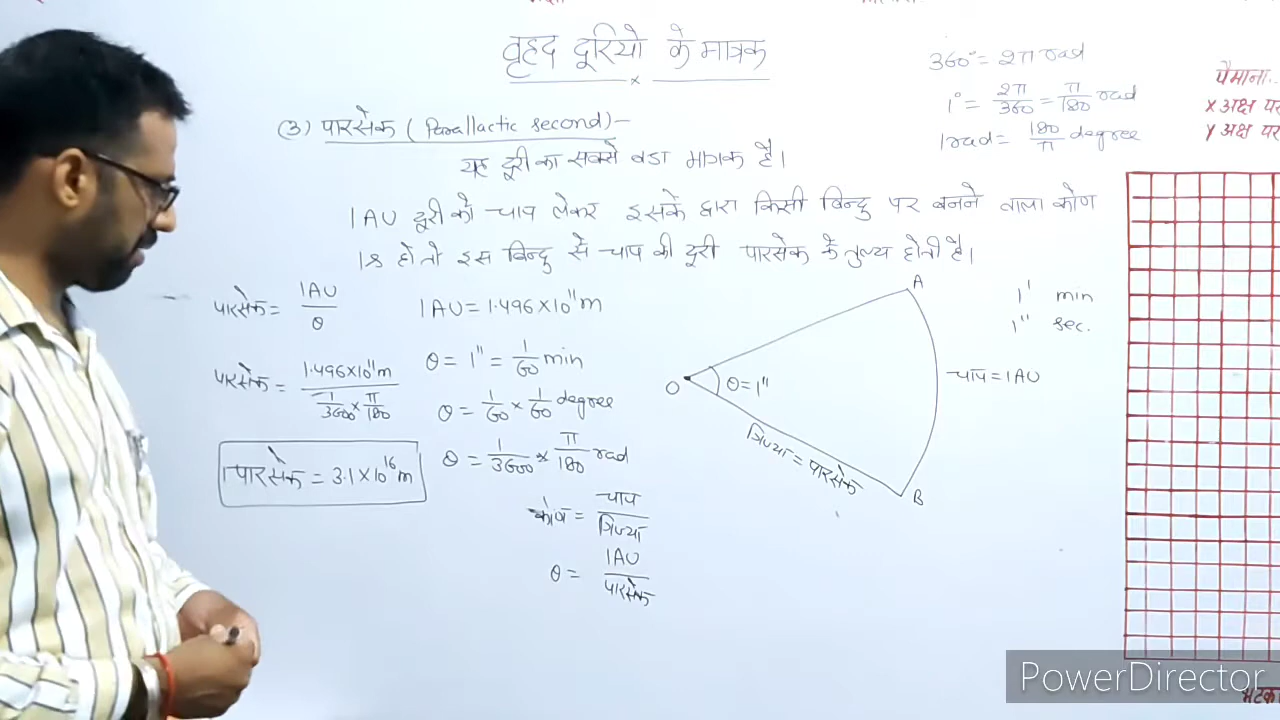 वृहद दूरियो के मात्रक
360° = 2π rad
1° = 2π/360 = π/180 rad
1 rad = 180/π degree
पैमाना:-
x अक्ष पर
y अक्ष पर
(3) पारसेक ( Parallactic second) -
यह दूरी का सबसे बडा मात्रक है।
1AU दूरी को चाप लेकर इसके द्वारा किसी बिन्दु पर बनने वाला कोण
1s हो तो इस बिन्दु से चाप की दूरी पारसेक के तुल्य होती है।
पारसेक = 1AU/θ
1AU = 1.496×10¹¹m
θ = 1" = 1/60 min
पारसेक = 1.496×10¹¹m / 1/3600 × π/180
θ = 1/60 × 1/60 degree
θ = 1/3600 × π/180 rad
1 पारसेक = 3.1×10¹⁶m
कोण = चाप/त्रिज्या
θ = 1AU/पारसेक
A
O
θ=1"
चाप = 1AU
त्रिज्या = पारसेक
B
1' min
1" sec.
PowerDirector